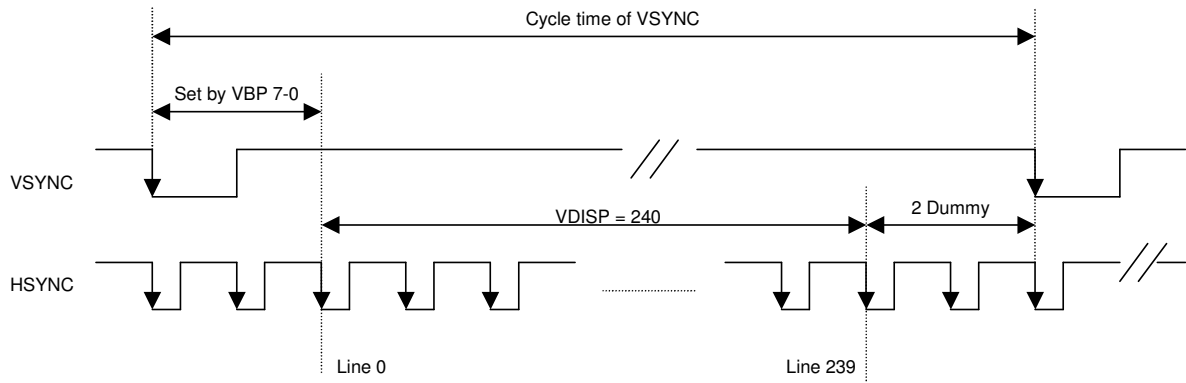 Cycle time of VSYNC
Set by VBP 7-0
VSYNC
VDISP = 240
2 Dummy
HSYNC
Line 0
Line 239